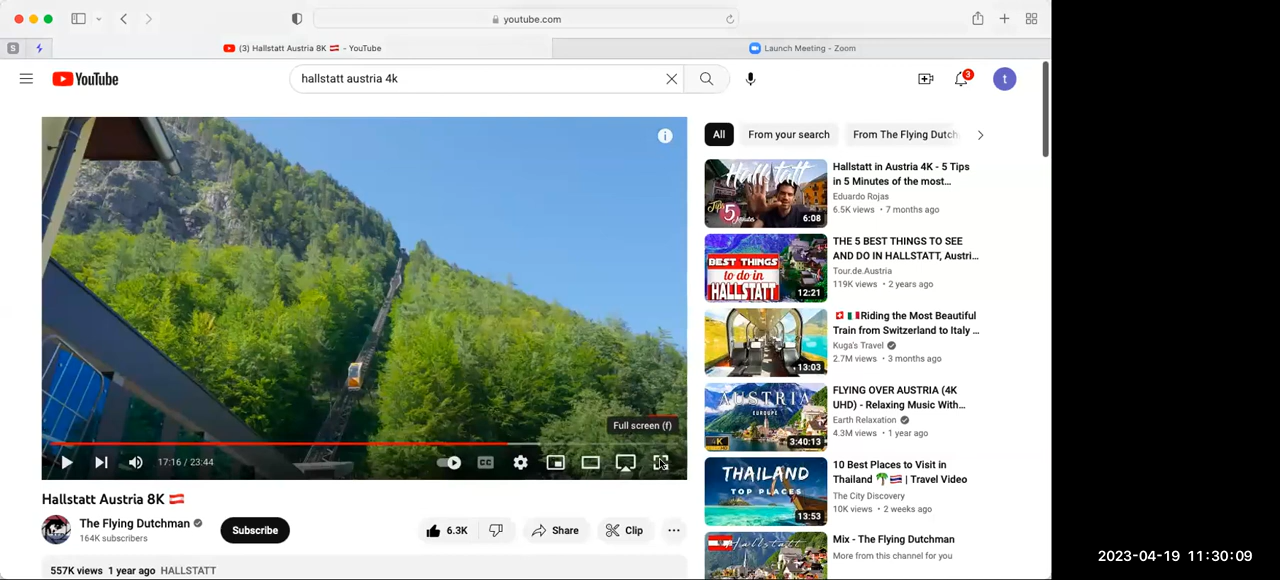 youtube.com
S
(3) Hallstatt Austria 8K 🇦🇹 - YouTube
Launch Meeting - Zoom
YouTube
hallstatt austria 4k
3
t
All
From your search
From The Flying Dutch
Hallstatt in Austria 4K - 5 Tips
in 5 Minutes of the most...
Eduardo Rojas
6.5K views • 7 months ago
Hallstatt
Tips
5
Minutes
6:08
THE 5 BEST THINGS TO SEE
AND DO IN HALLSTATT, Austri...
Tour.de.Austria
119K views • 2 years ago
BEST THINGS
to do in
HALLSTATT
12:21
🇨🇭🇮🇹Riding the Most Beautiful
Train from Switzerland to Italy ...
Kuga's Travel
2.7M views • 3 months ago
13:03
FLYING OVER AUSTRIA (4K
UHD) - Relaxing Music With...
Earth Relaxation
4.3M views • 1 year ago
AUSTRIA
EUROPE
4K
3:40:13
10 Best Places to Visit in
Thailand 🌴🇹🇭 | Travel Video
The City Discovery
10K views • 2 weeks ago
THAILAND
TOP PLACES
13:53
Mix - The Flying Dutchman
More from this channel for you
Hallstatt
Full screen (f)
17:16 / 23:44
CC
Hallstatt Austria 8K 🇦🇹
The Flying Dutchman
164K subscribers
Subscribe
6.3K
Share
Clip
557K views 1 year ago HALLSTATT
2023-04-19 11:30:09